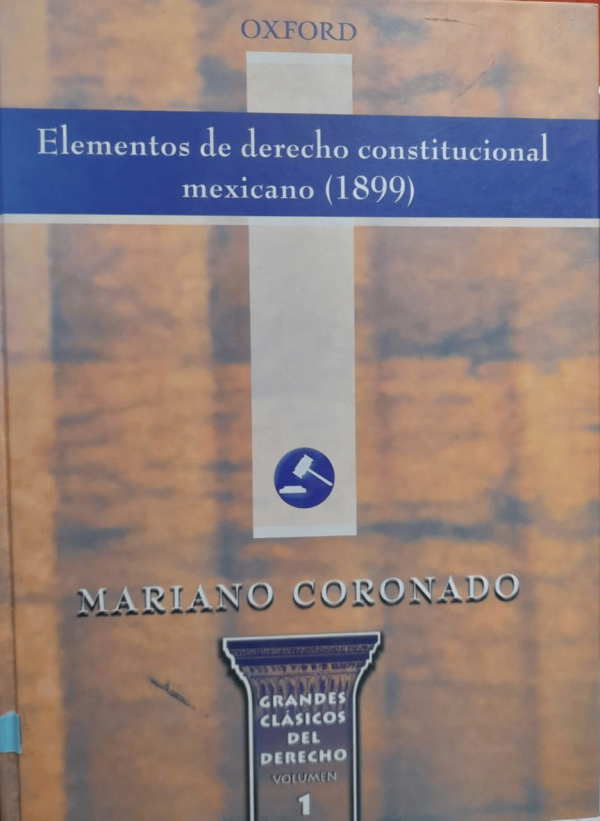 OXFORD
Elementos de derecho constitucional
mexicano (1899)
MARIANO CORONADO
GRANDES
CLÁSICOS
DEL
DERECHO
VOLUMEN
1